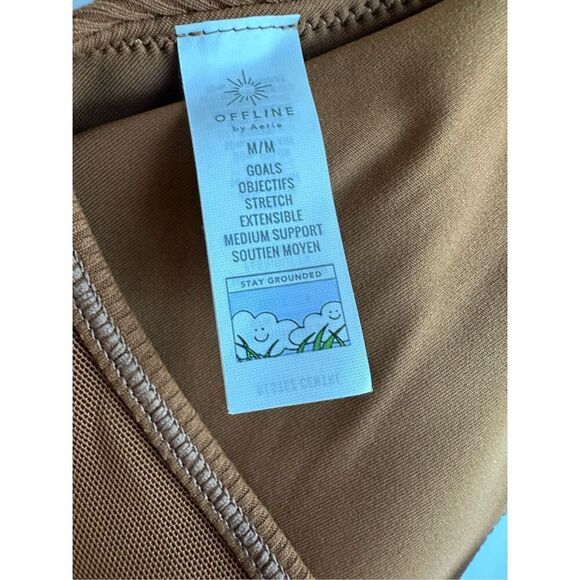 OFFLINE
by Aerie
M/M
GOALS
OBJECTIFS
STRETCH
EXTENSIBLE
MEDIUM SUPPORT
SOUTIEN MOYEN
STAY GROUNDED